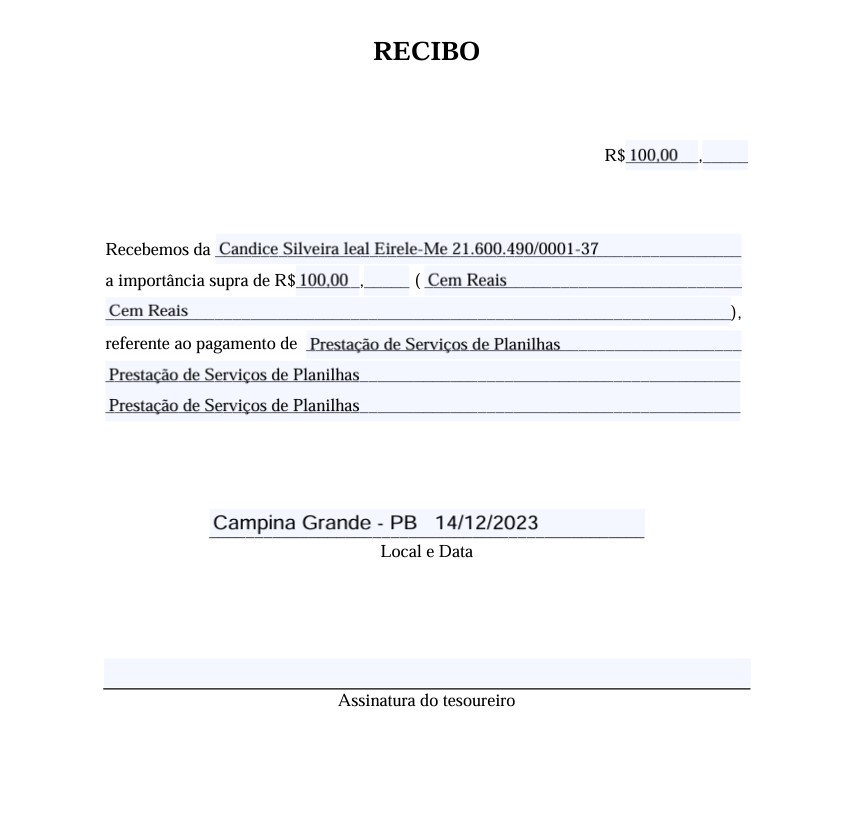 RECIBO
R$ 100,00 ,
Recebemos da Candice Silveira leal Eirele-Me 21.600.490/0001-37
a importância supra de R$ 100,00 , ( Cem Reais
Cem Reais ),
referente ao pagamento de Prestação de Serviços de Planilhas
Prestação de Serviços de Planilhas
Prestação de Serviços de Planilhas
Campina Grande - PB 14/12/2023
Local e Data
Assinatura do tesoureiro